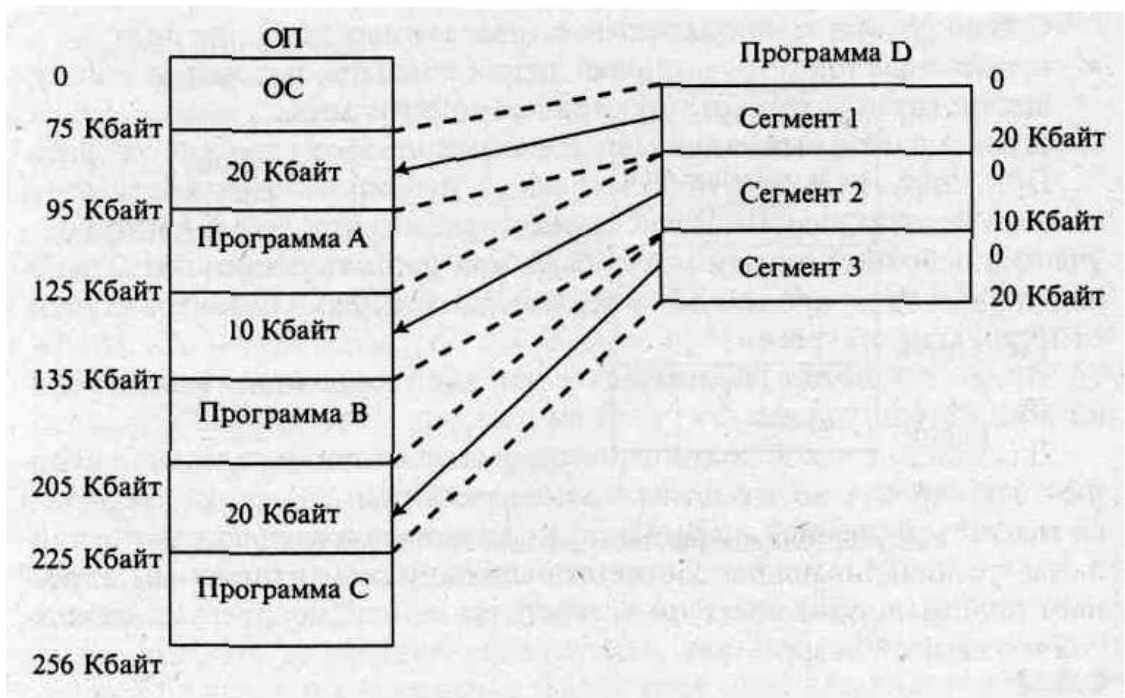 ОП
0
ОС
75 Кбайт
20 Кбайт
95 Кбайт
Программа А
125 Кбайт
10 Кбайт
135 Кбайт
Программа В
205 Кбайт
20 Кбайт
225 Кбайт
Программа С
256 Кбайт
Программа D
0
Сегмент 1
20 Кбайт
0
Сегмент 2
10 Кбайт
0
Сегмент 3
20 Кбайт